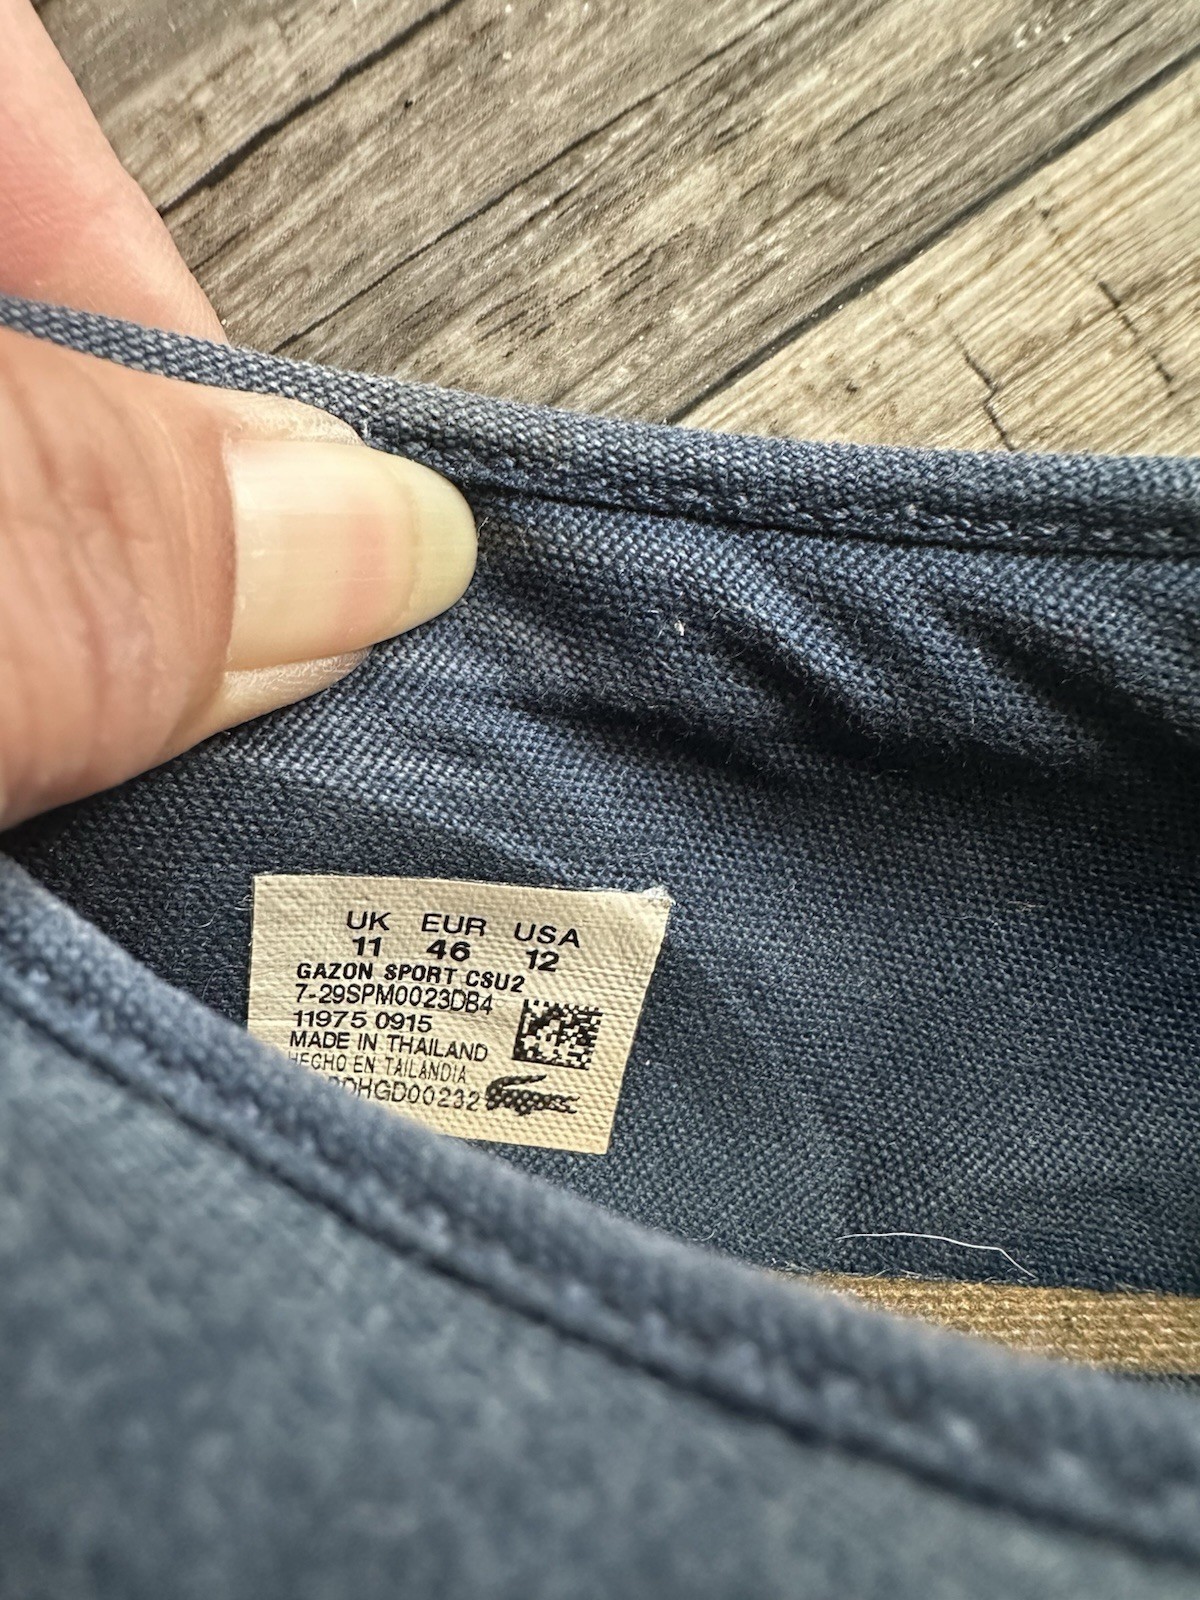 UK EUR USA
11 46 12
GAZON SPORT CSU2
7-29SPM0023DB4
11975 0915
MADE IN THAILAND
HECHO EN TAILANDIA